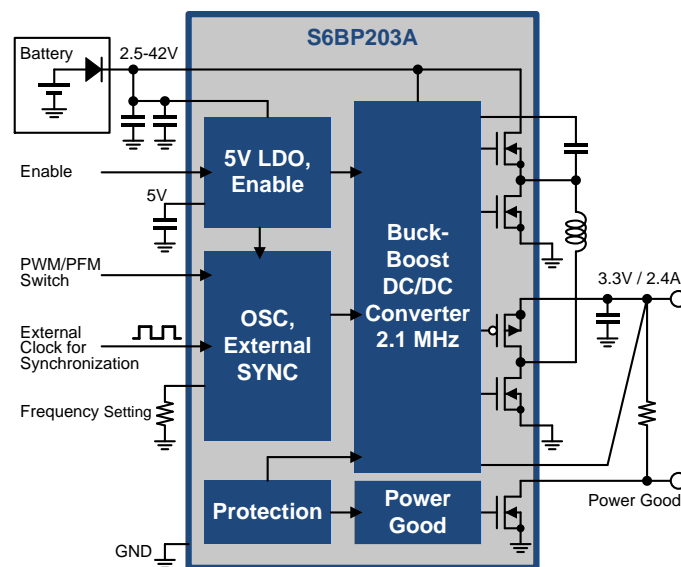 S6BP203A
Battery
2.5-42V
5V LDO,
Enable
Enable
5V
Buck-
Boost
DC/DC
Converter
2.1 MHz
PWM/PFM
Switch
OSC,
External
SYNC
External
Clock for
Synchronization
Frequency Setting
3.3V / 2.4A
Protection
Power
Good
Power Good
GND